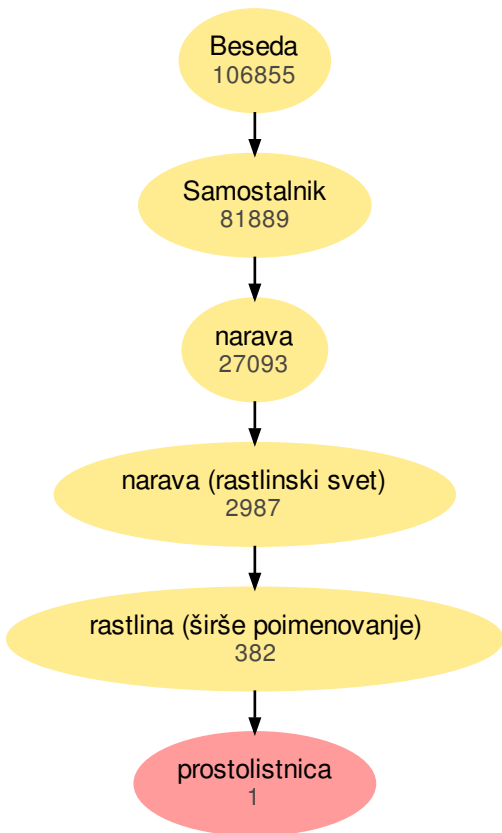 Beseda
106855
Samostalnik
81889
narava
27093
narava (rastlinski svet)
2987
rastlina (širše poimenovanje)
382
prostolistnica
1